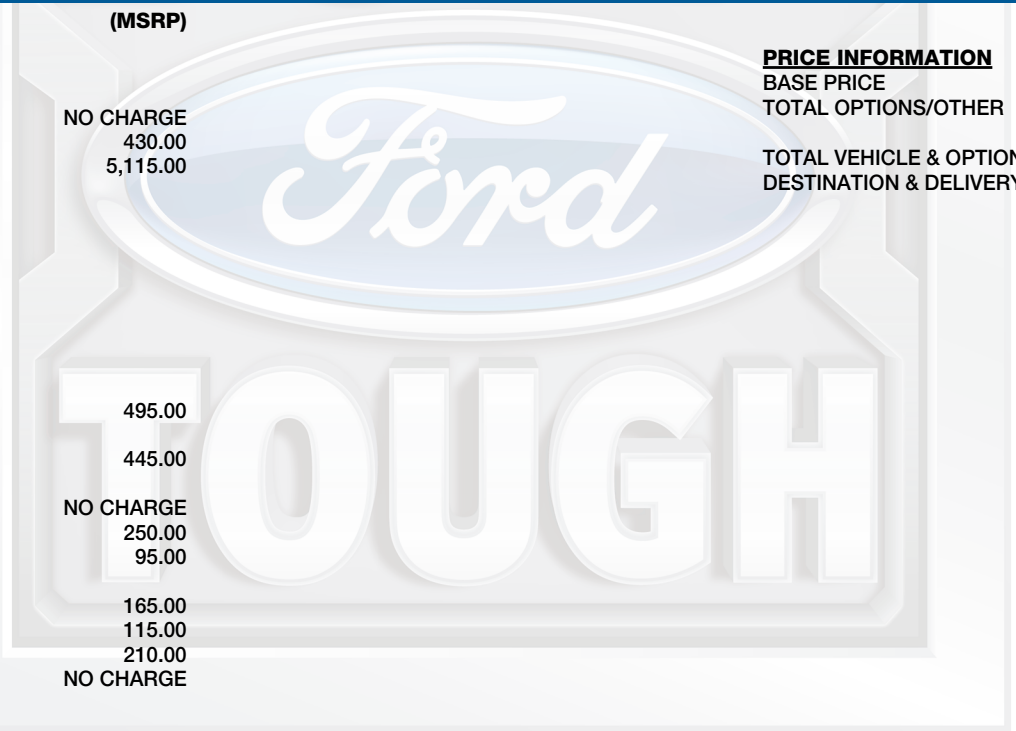 (MSRP)
NO CHARGE
430.00
5,115.00
495.00
445.00
NO CHARGE
250.00
95.00
165.00
115.00
210.00
NO CHARGE
PRICE INFORMATION
BASE PRICE
TOTAL OPTIONS/OTHER
TOTAL VEHICLE & OPTION
DESTINATION & DELIVERY
Ford
TOUGH